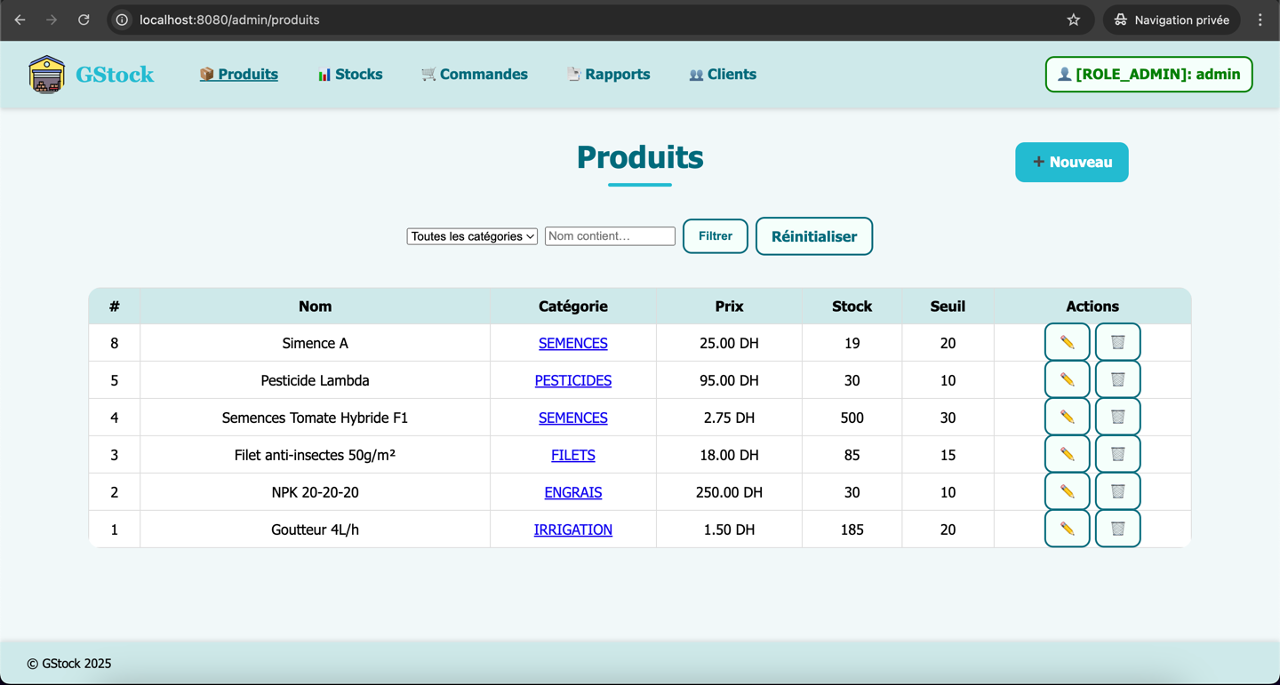 localhost:8080/admin/produits
Navigation privée
GStock
Produits
Stocks
Commandes
Rapports
Clients
[ROLE_ADMIN]: admin
Produits
+ Nouveau
Toutes les catégories
Nom contient...
Filtrer
Réinitialiser
# Nom Catégorie Prix Stock Seuil Actions
8 Simence A SEMENCES 25.00 DH 19 20
5 Pesticide Lambda PESTICIDES 95.00 DH 30 10
4 Semences Tomate Hybride F1 SEMENCES 2.75 DH 500 30
3 Filet anti-insectes 50g/m² FILETS 18.00 DH 85 15
2 NPK 20-20-20 ENGRAIS 250.00 DH 30 10
1 Goutteur 4L/h IRRIGATION 1.50 DH 185 20
© GStock 2025